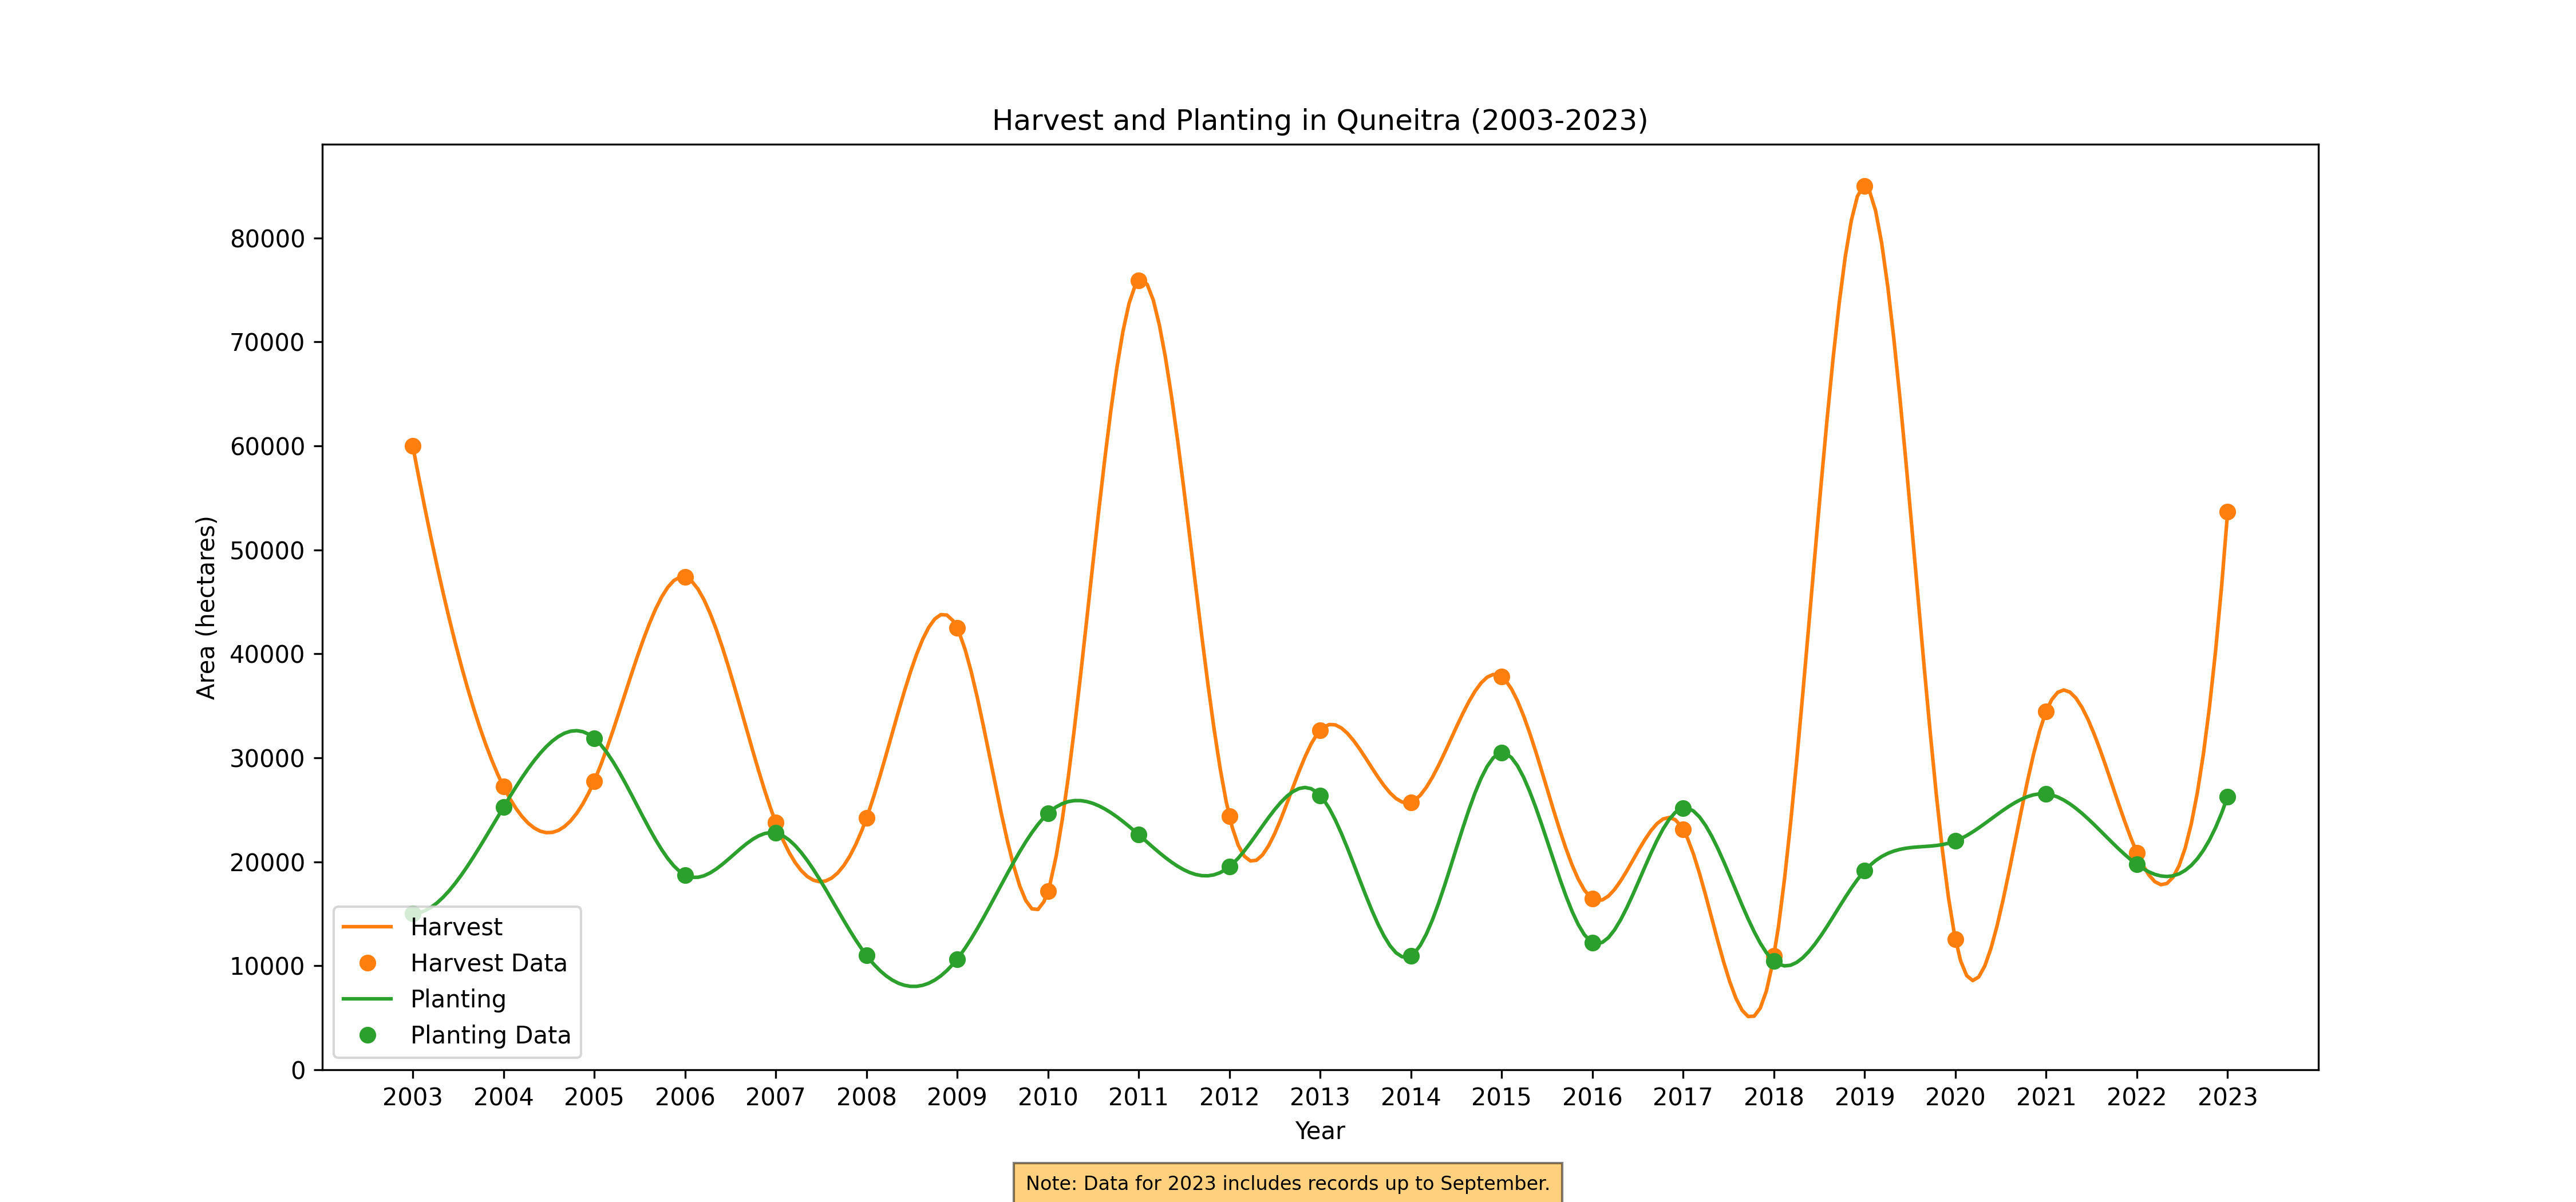 Harvest and Planting in Quneitra (2003-2023)
80000
70000
60000
50000
40000
30000
20000
10000
0
Area (hectares)
Harvest
Harvest Data
Planting
Planting Data
2003 2004 2005 2006 2007 2008 2009 2010 2011 2012 2013 2014 2015 2016 2017 2018 2019 2020 2021 2022 2023
Year
Note: Data for 2023 includes records up to September.